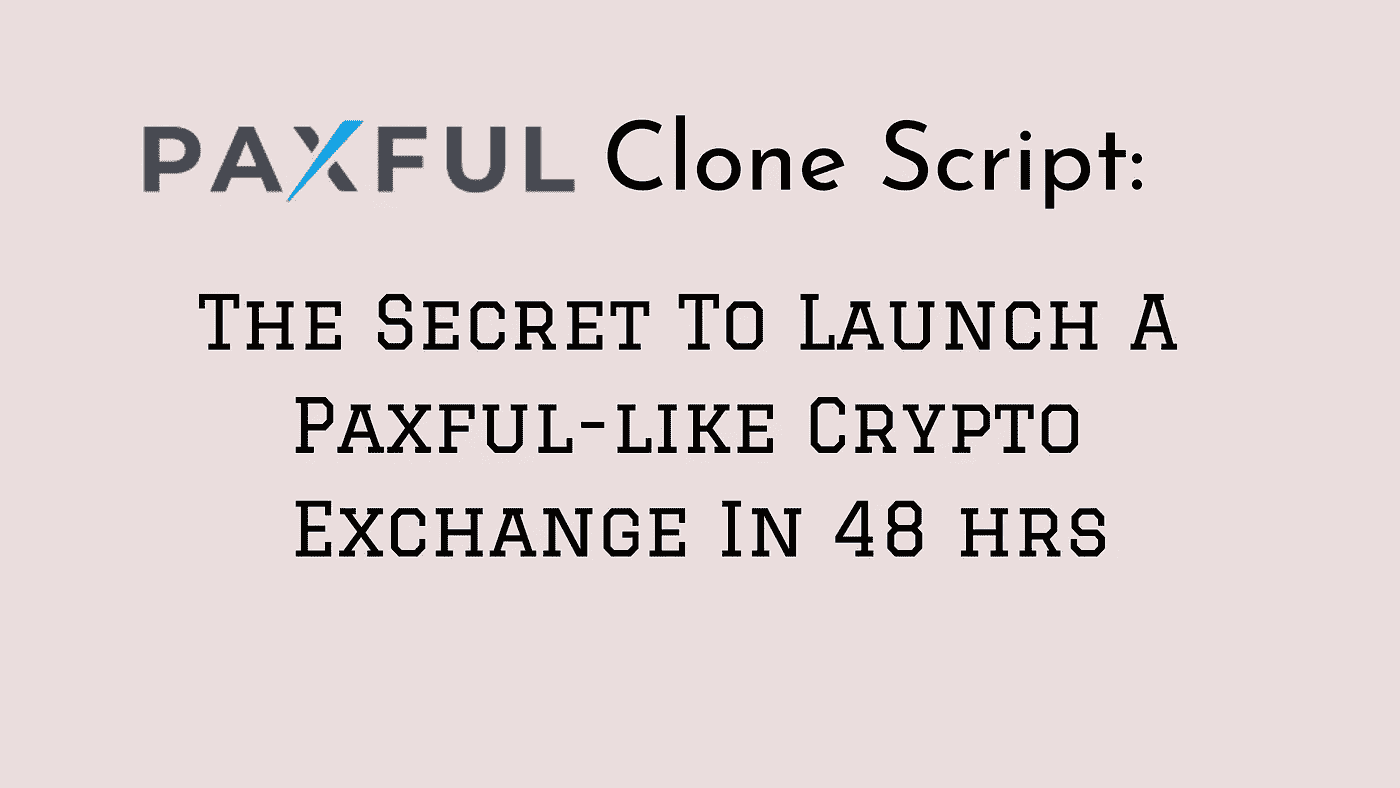 PAXFUL Clone Script:
The Secret To Launch A
Paxful-like Crypto
Exchange In 48 hrs